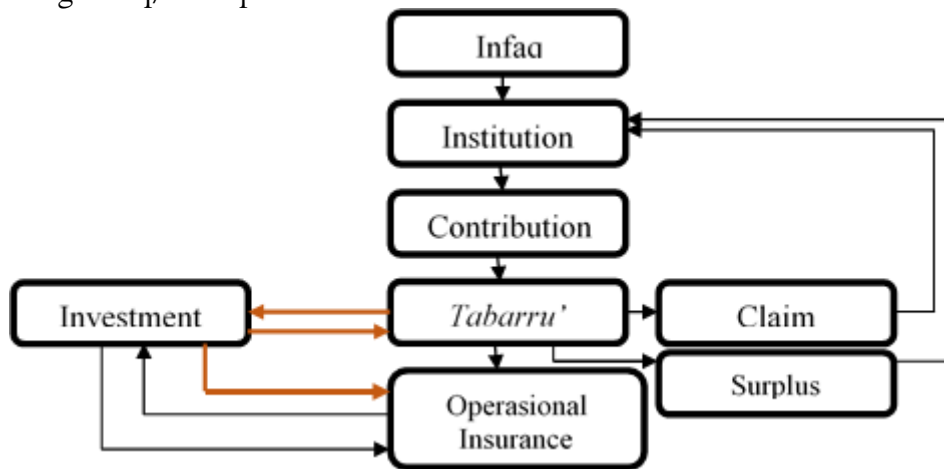 Infaq
Institution
Contribution
Investment
Tabarru’
Claim
Surplus
Operasional
Insurance